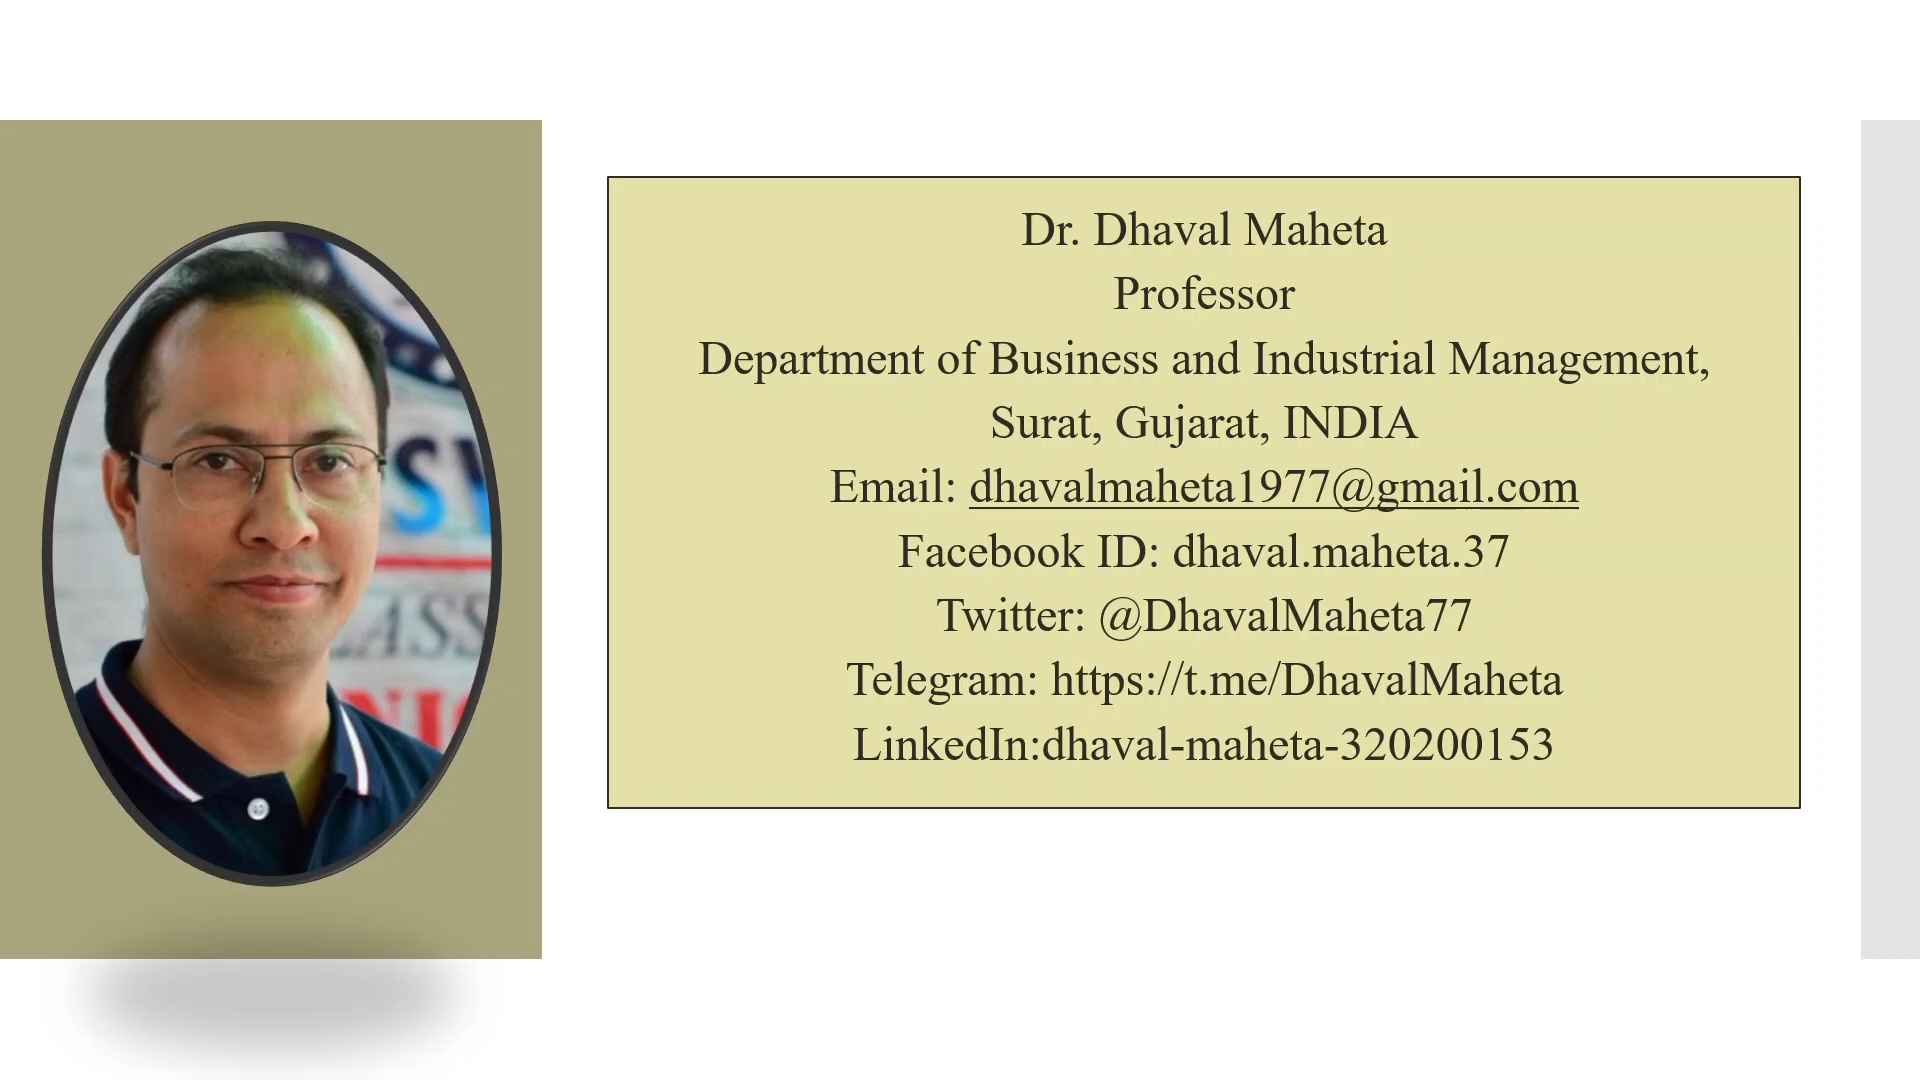 Dr. Dhaval Maheta
Professor
Department of Business and Industrial Management,
Surat, Gujarat, INDIA
Email: dhavalmaheta1977@gmail.com
Facebook ID: dhaval.maheta.37
Twitter: @DhavalMaheta77
Telegram: https://t.me/DhavalMaheta
LinkedIn:dhaval-maheta-320200153